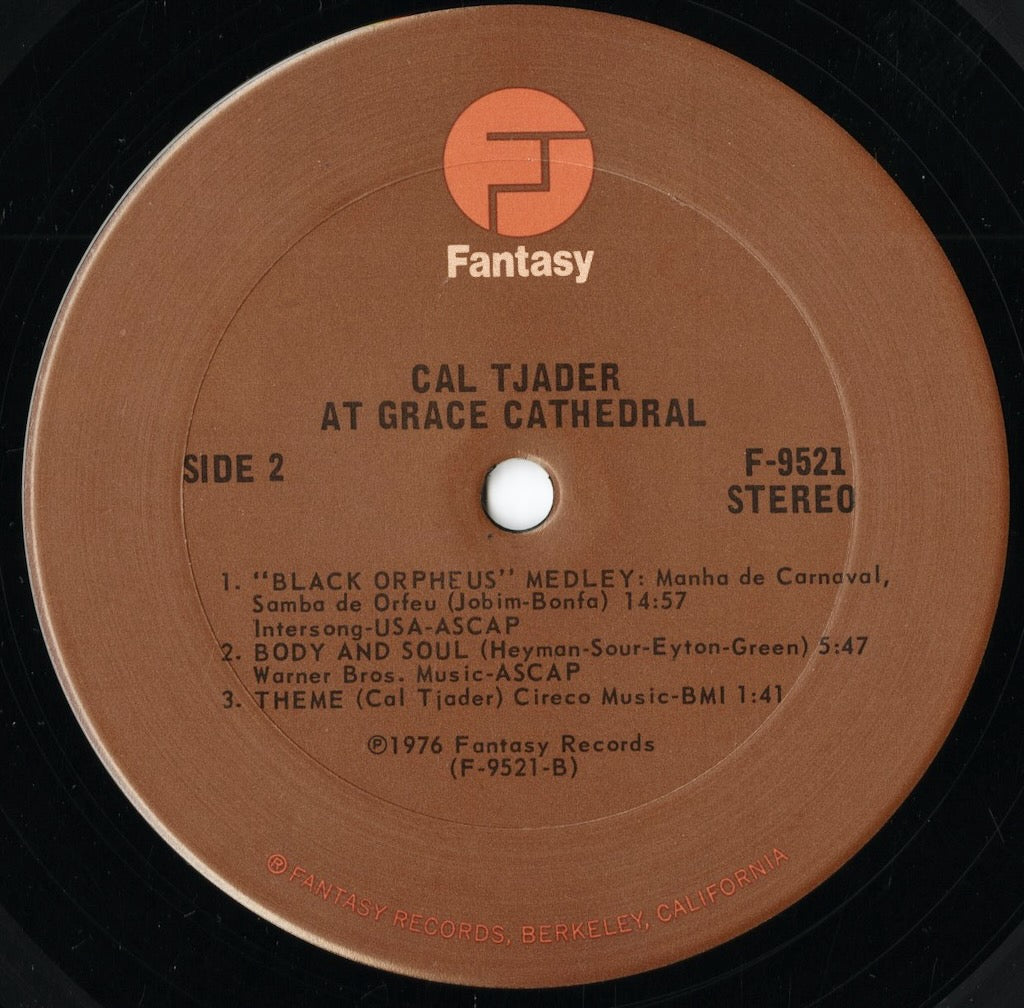 Fantasy
CAL TJADER
AT GRACE CATHEDRAL
SIDE 2
F-9521
STEREO
1. “BLACK ORPHEUS” MEDLEY: Manha de Carnaval,
Samba de Orfeu (Jobim-Bonfa) 14:57
Intersong-USA-ASCAP
2. BODY AND SOUL (Heyman-Sour-Eyton-Green) 5:47
Warner Bros. Music-ASCAP
3. THEME (Cal Tjader) Cireco Music-BMI 1:41
℗1976 Fantasy Records
(F-9521-B)
® FANTASY RECORDS, BERKELEY, CALIFORNIA